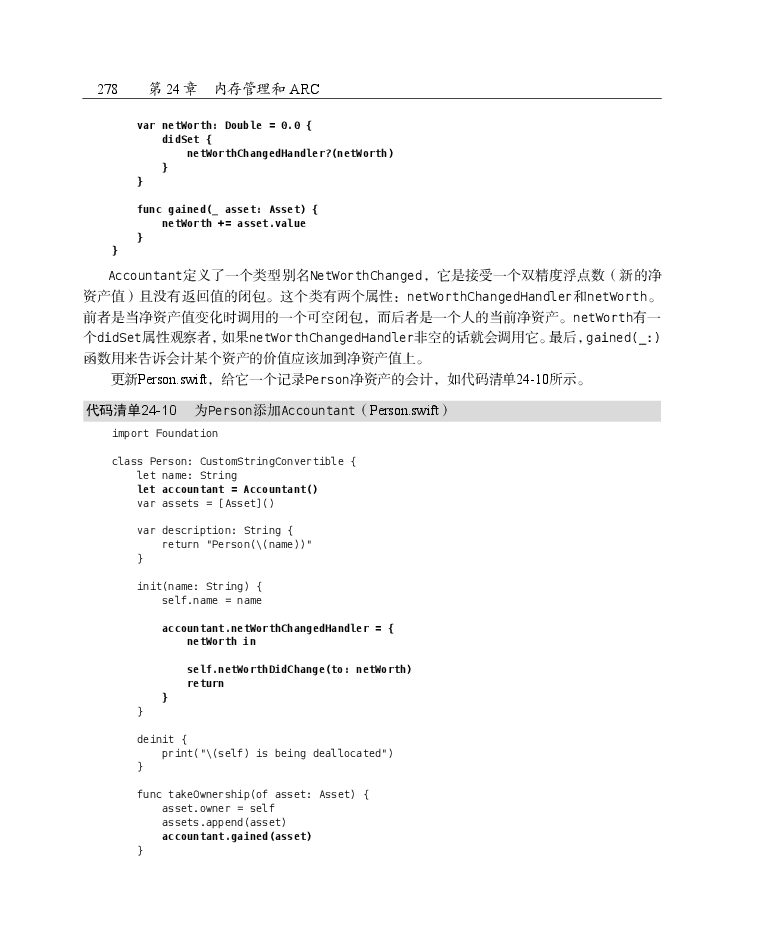 278 第 24 章 内存管理和 ARC
var netWorth: Double = 0.0 {
didSet {
netWorthChangedHandler?(netWorth)
}
}
func gained(_ asset: Asset) {
netWorth += asset.value
}
}
Accountant定义了一个类型别名NetWorthChanged，它是接受一个双精度浮点数（新的净
资产值）且没有返回值的闭包。这个类有两个属性：netWorthChangedHandler和netWorth。
前者是当净资产值变化时调用的一个可空闭包，而后者是一个人的当前净资产。netWorth有一
个didSet属性观察者，如果netWorthChangedHandler非空的话就会调用它。最后，gained(_:)
函数用来告诉会计某个资产的价值应该加到净资产值上。
更新Person.swift，给它一个记录Person净资产的会计，如代码清单24-10所示。
代码清单24-10 为Person添加Accountant（Person.swift）
import Foundation
class Person: CustomStringConvertible {
let name: String
let accountant = Accountant()
var assets = [Asset]()
var description: String {
return "Person(\(name))"
}
init(name: String) {
self.name = name
accountant.netWorthChangedHandler = {
netWorth in
self.netWorthDidChange(to: netWorth)
return
}
}
deinit {
print("\(self) is being deallocated")
}
func takeOwnership(of asset: Asset) {
asset.owner = self
assets.append(asset)
accountant.gained(asset)
}